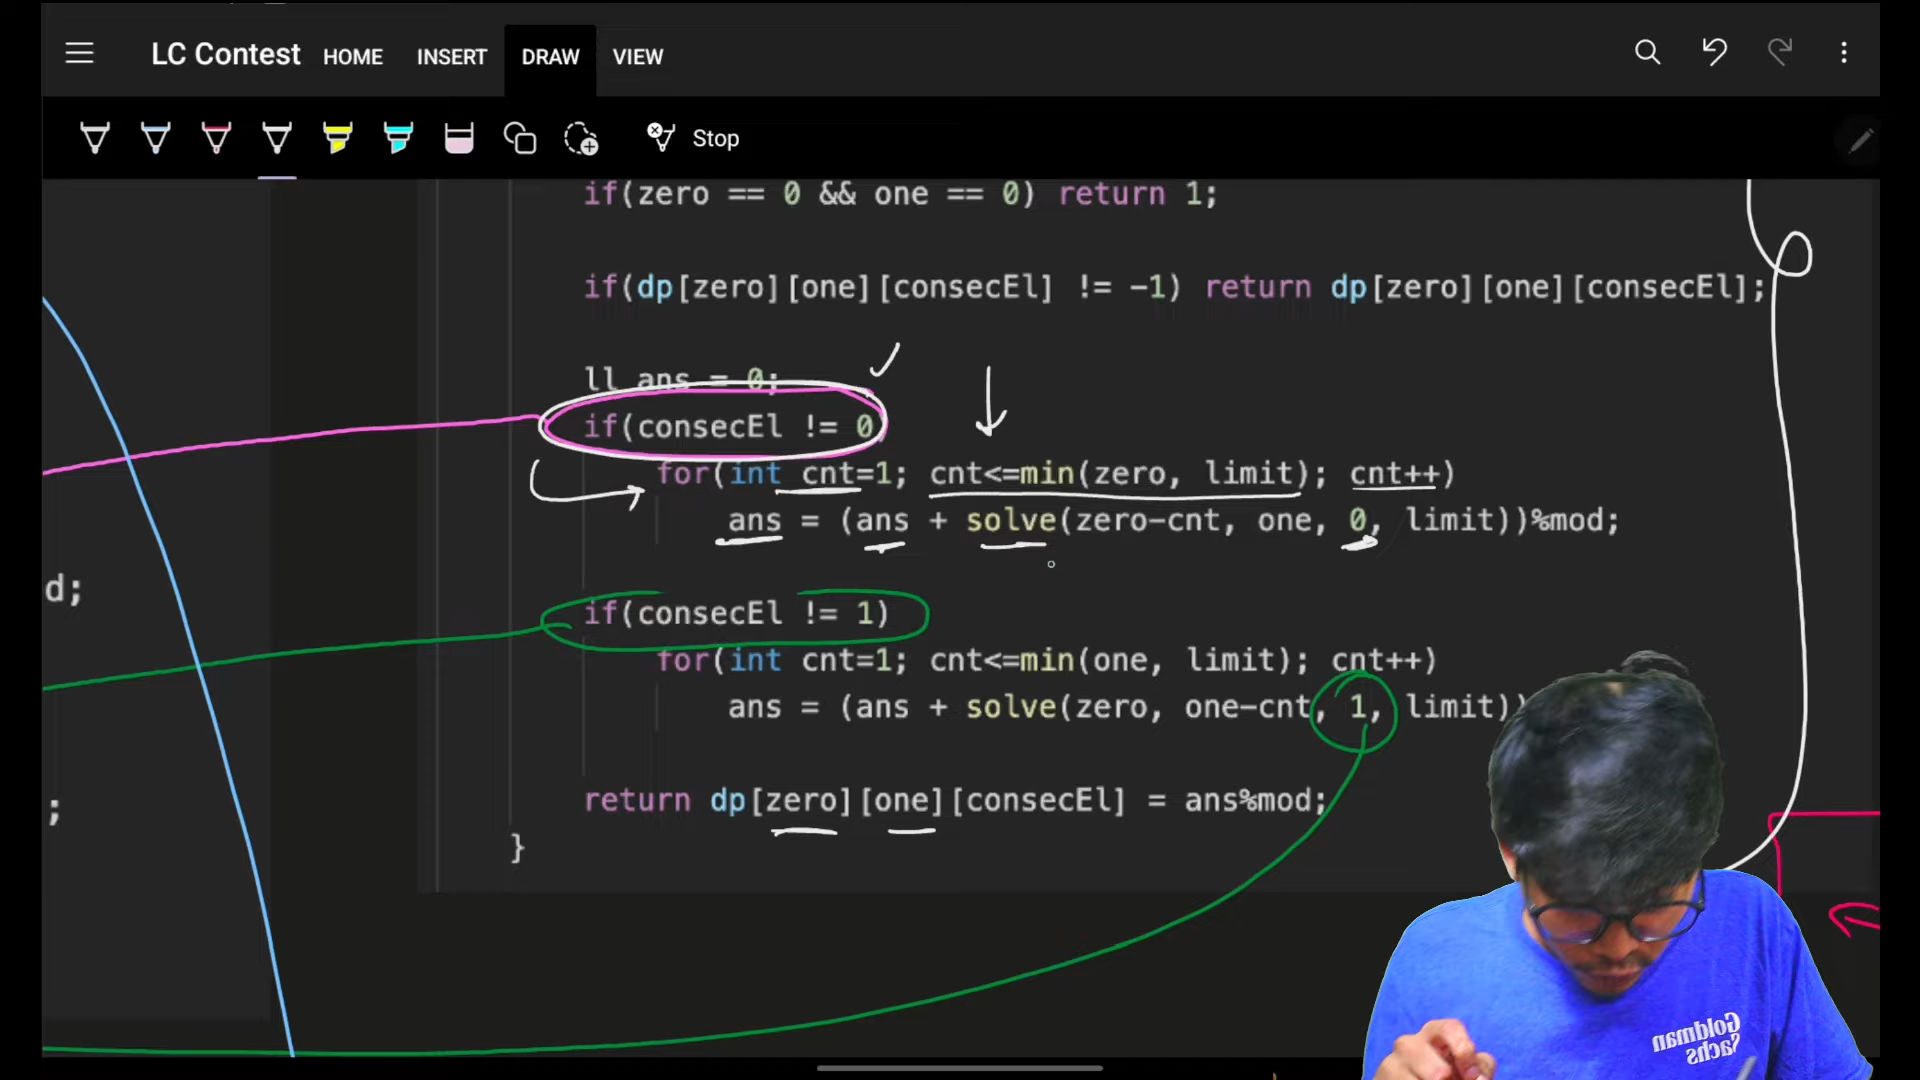 LC Contest HOME INSERT DRAW VIEW
Stop
if(zero == 0 && one == 0) return 1;
if(dp[zero][one][consecEl] != -1) return dp[zero][one][consecEl];
ll ans = 0;
if(consecEl != 0)
for(int cnt=1; cnt<=min(zero, limit); cnt++)
ans = (ans + solve(zero-cnt, one, 0, limit))%mod;
d;
if(consecEl != 1)
for(int cnt=1; cnt<=min(one, limit); cnt++)
ans = (ans + solve(zero, one-cnt, 1, limit))
return dp[zero][one][consecEl] = ans%mod;
;
}
Goldman
Sachs